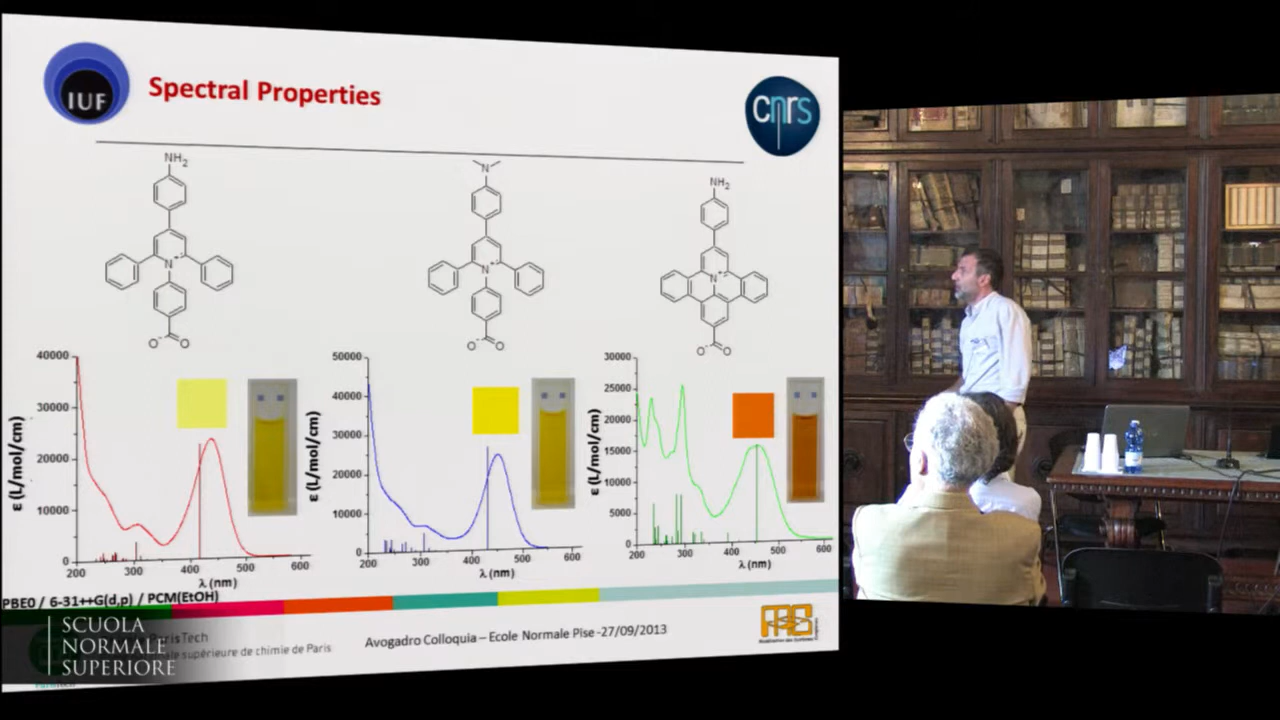 IUF
Spectral Properties
cnrs
NH2
N
NH2
N+
N+
N+
O- O
O- O
O- O
40000
30000
20000
10000
0
200 300 400 500 600
λ (nm)
ε (L/mol/cm)
50000
40000
30000
20000
10000
0
200 300 400 500 600
λ (nm)
ε (L/mol/cm)
30000
25000
20000
15000
10000
5000
0
200 300 400 500 600
λ (nm)
ε (L/mol/cm)
PBE0 / 6-31++G(d,p) / PCM(EtOH)
ParisTech
nale supérieure de chimie de Paris
Avogadro Colloquia – Ecole Normale Pise -27/09/2013
SCUOLA
NORMALE
SUPERIORE